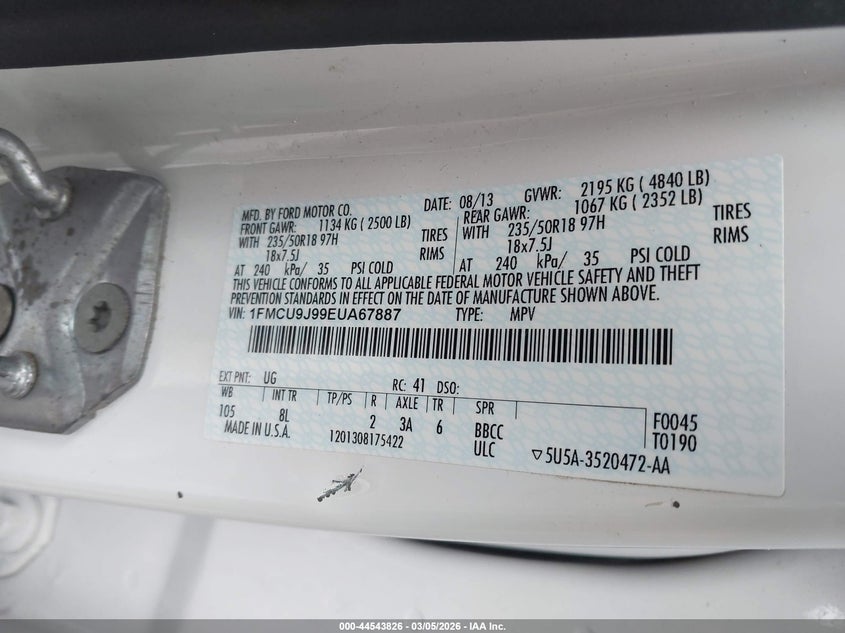 MFD. BY FORD MOTOR CO. DATE: 08/13 GVWR: 2195 KG ( 4840 LB)
FRONT GAWR: 1134 KG ( 2500 LB) REAR GAWR: 1067 KG ( 2352 LB)
WITH 235/50R18 97H TIRES WITH 235/50R18 97H TIRES
18x7.5J RIMS 18x7.5J RIMS
AT 240 kPa/ 35 PSI COLD AT 240 kPa/ 35 PSI COLD
THIS VEHICLE CONFORMS TO ALL APPLICABLE FEDERAL MOTOR VEHICLE SAFETY AND THEFT
PREVENTION STANDARDS IN EFFECT ON THE DATE OF MANUFACTURE SHOWN ABOVE.
VIN: 1FMCU9J99EUA67887 TYPE: MPV
EXT PNT: UG RC: 41 DSO:
WB INT TR TP/PS R AXLE TR SPR
105 8L 2 3A 6 BBCC F0045
MADE IN U.S.A. 1201308175422 ULC ▽5U5A-3520472-AA T0190
000-44543826 | 03/05/2026 – IAA Inc.